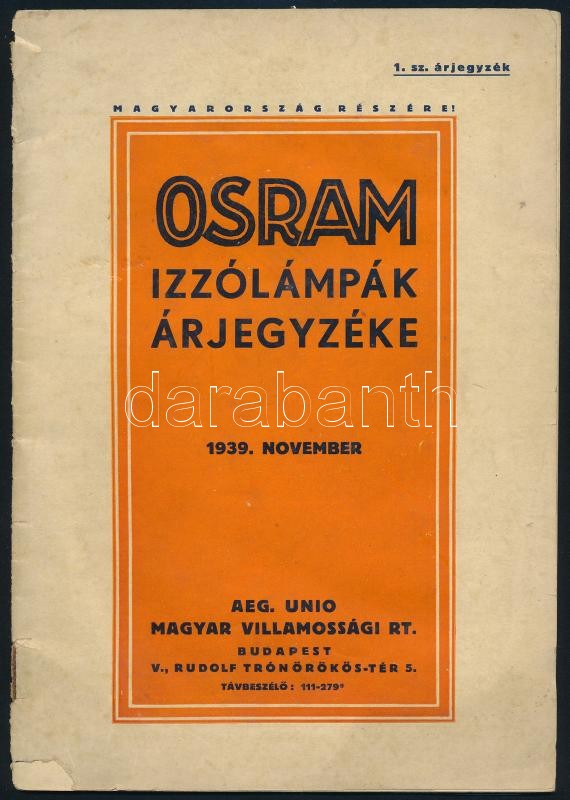 1. sz. árjegyzék
MAGYARORSZÁG RÉSZÉRE!
OSRAM
IZZÓLÁMPÁK
ÁRJEGYZÉKE
darabanth
1939. NOVEMBER
AEG. UNIO
MAGYAR VILLAMOSSÁGI RT.
BUDAPEST
V., RUDOLF TRÓNÖRÖKÖS-TÉR 5.
TÁVBESZÉLŐ: 111-279*